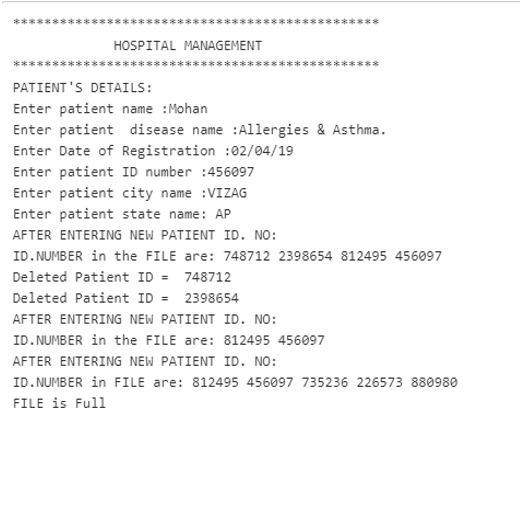 ***********************************************
HOSPITAL MANAGEMENT
***********************************************
PATIENT'S DETAILS:
Enter patient name :Mohan
Enter patient  disease name :Allergies & Asthma.
Enter Date of Registration :02/04/19
Enter patient ID number :456097
Enter patient city name :VIZAG
Enter patient state name: AP
AFTER ENTERING NEW PATIENT ID. NO:
ID.NUMBER in the FILE are: 748712 2398654 812495 456097
Deleted Patient ID =  748712
Deleted Patient ID =  2398654
AFTER ENTERING NEW PATIENT ID. NO:
ID.NUMBER in the FILE are: 812495 456097
AFTER ENTERING NEW PATIENT ID. NO:
ID.NUMBER in FILE are: 812495 456097 735236 226573 880980
FILE is Full